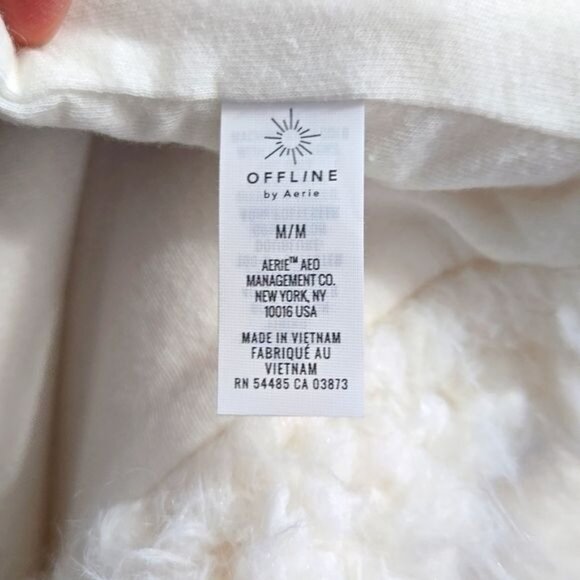 OFFLINE
by Aerie
M/M
AERIE™ AEO
MANAGEMENT CO.
NEW YORK, NY
10016 USA
MADE IN VIETNAM
FABRIQUÉ AU
VIETNAM
RN 54485 CA 03873